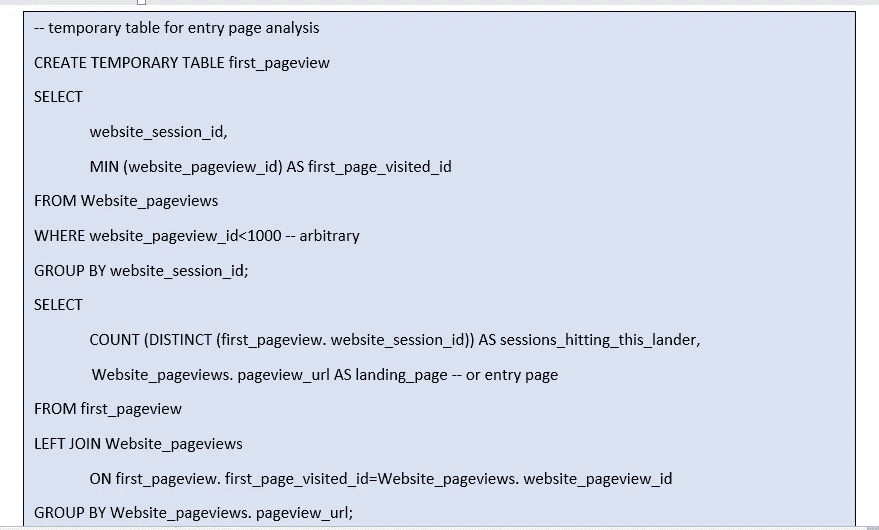 -- temporary table for entry page analysis
CREATE TEMPORARY TABLE first_pageview
SELECT
website_session_id,
MIN (website_pageview_id) AS first_page_visited_id
FROM Website_pageviews
WHERE website_pageview_id<1000 -- arbitrary
GROUP BY website_session_id;
SELECT
COUNT (DISTINCT (first_pageview. website_session_id)) AS sessions_hitting_this_lander,
Website_pageviews. pageview_url AS landing_page -- or entry page
FROM first_pageview
LEFT JOIN Website_pageviews
ON first_pageview. first_page_visited_id=Website_pageviews. website_pageview_id
GROUP BY Website_pageviews. pageview_url;